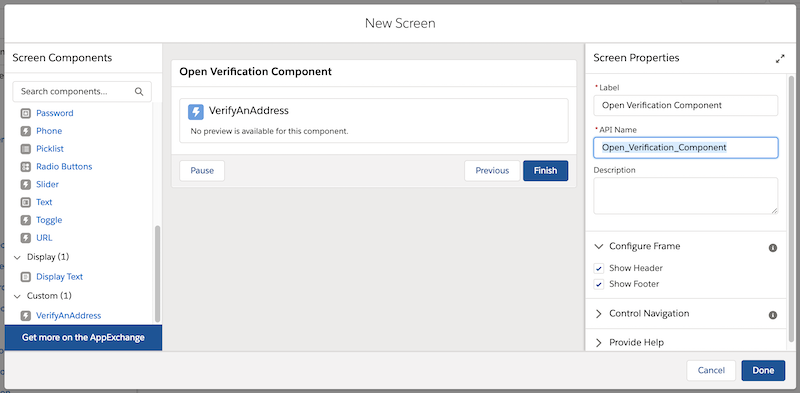 New Screen
Screen Components
Search components...
Password
Phone
Picklist
Radio Buttons
Slider
Text
Toggle
URL
Display (1)
Display Text
Custom (1)
VerifyAnAddress
Get more on the AppExchange
Open Verification Component
VerifyAnAddress
No preview is available for this component.
Pause
Previous
Finish
Screen Properties
* Label
Open Verification Component
* API Name
Open_Verification_Component
Description
Configure Frame
Show Header
Show Footer
Control Navigation
Provide Help
Cancel
Done